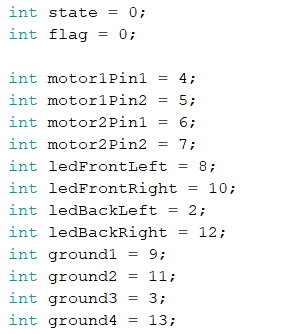 int state = 0;
int flag = 0;
int motor1Pin1 = 4;
int motor1Pin2 = 5;
int motor2Pin1 = 6;
int motor2Pin2 = 7;
int ledFrontLeft = 8;
int ledFrontRight = 10;
int ledBackLeft = 2;
int ledBackRight = 12;
int ground1 = 9;
int ground2 = 11;
int ground3 = 3;
int ground4 = 13;